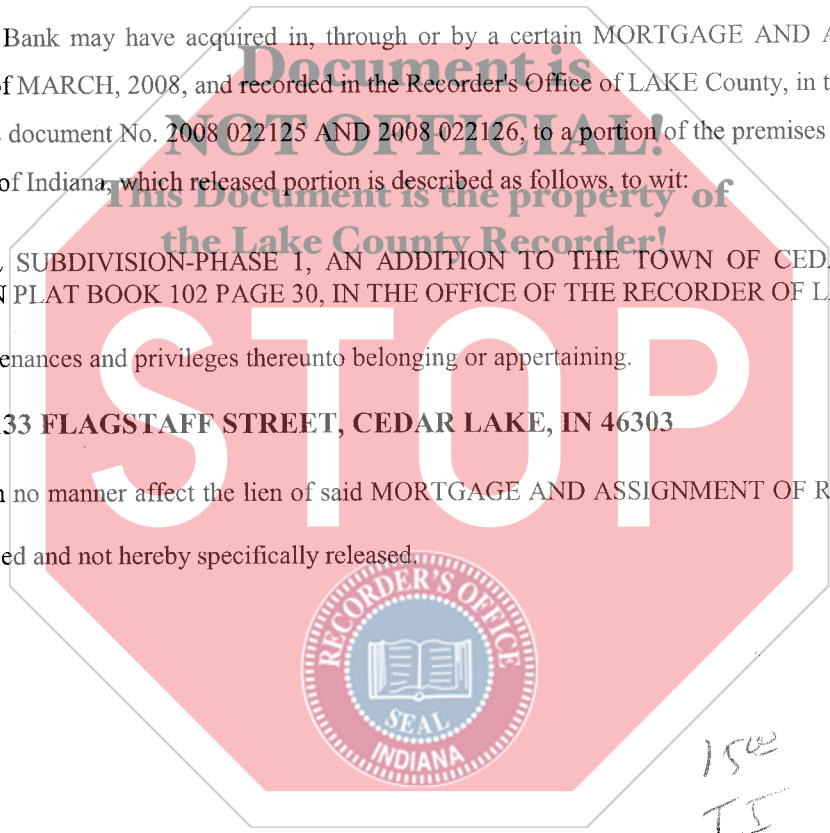 Bank may have acquired in, through or by a certain MORTGAGE AND A
Document is
f MARCH, 2008, and recorded in the Recorder's Office of LAKE County, in t
document No. 2008 022125 AND 2008 022126, to a portion of the premises
NOT OFFICIAL!
of Indiana, which released portion is described as follows, to wit:
This Document is the property of
the Lake County Recorder!
L SUBDIVISION-PHASE 1, AN ADDITION TO THE TOWN OF CEDA
N PLAT BOOK 102 PAGE 30, IN THE OFFICE OF THE RECORDER OF LA
enances and privileges thereunto belonging or appertaining.
STOP
133 FLAGSTAFF STREET, CEDAR LAKE, IN 46303
n no manner affect the lien of said MORTGAGE AND ASSIGNMENT OF R
ed and not hereby specifically released.
RECORDER'S OFFICE
SEAL
INDIANA
15 00